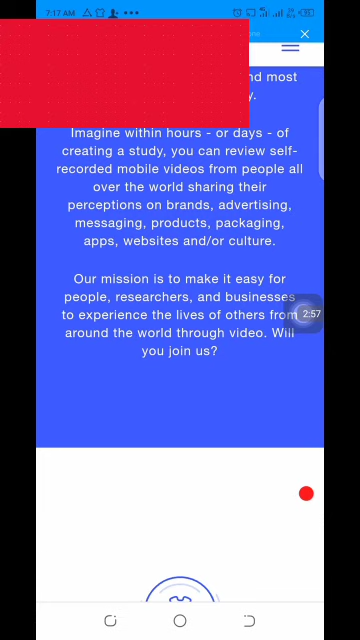 7:17 AM
and most
y.
Imagine within hours - or days - of
creating a study, you can review self-
recorded mobile videos from people all
over the world sharing their
perceptions on brands, advertising,
messaging, products, packaging,
apps, websites and/or culture.
Our mission is to make it easy for
people, researchers, and businesses
to experience the lives of others from
2:57
around the world through video. Will
you join us?